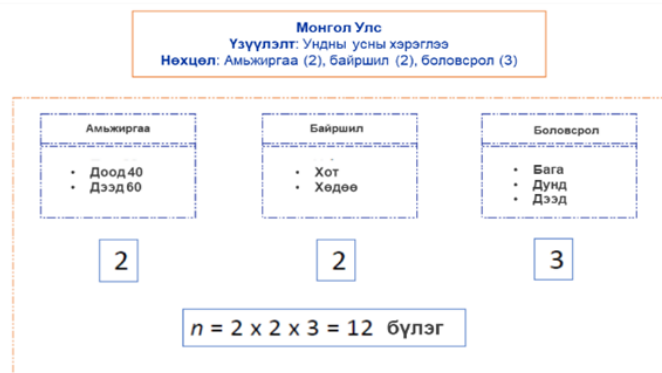 Монгол Улс
Үзүүлэлт: Ундны усны хэрэглээ
Нөхцөл: Амьжиргаа (2), байршил (2), боловсрол (3)
Амьжиргаа
• Доод 40
• Дээд 60
2
Байршил
• Хот
• Хөдөө
2
Боловсрол
• Бага
• Дунд
• Дээд
3
n = 2 x 2 x 3 = 12 бүлэг